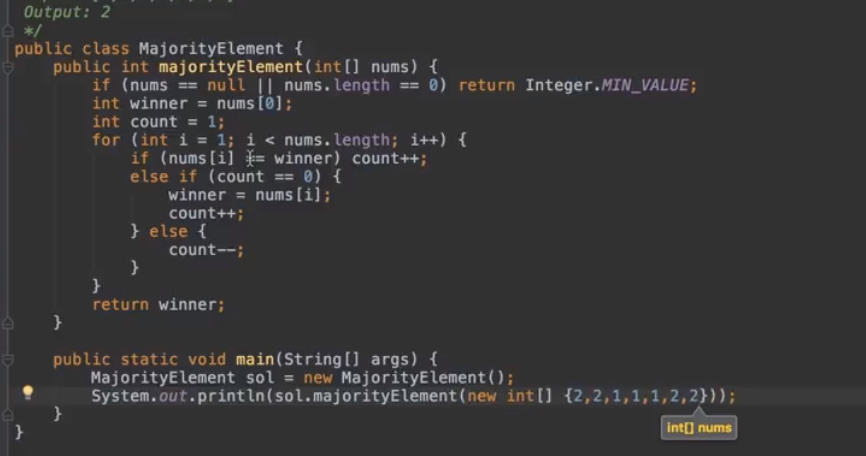 Output: 2
*/
public class MajorityElement {
    public int majorityElement(int[] nums) {
        if (nums == null || nums.length == 0) return Integer.MIN_VALUE;
        int winner = nums[0];
        int count = 1;
        for (int i = 1; i < nums.length; i++) {
            if (nums[i] == winner) count++;
            else if (count == 0) {
                winner = nums[i];
                count++;
            } else {
                count--;
            }
        }
        return winner;
    }
    public static void main(String[] args) {
        MajorityElement sol = new MajorityElement();
        System.out.println(sol.majorityElement(new int[] {2,2,1,1,1,2,2}));
    }
int[] nums
}